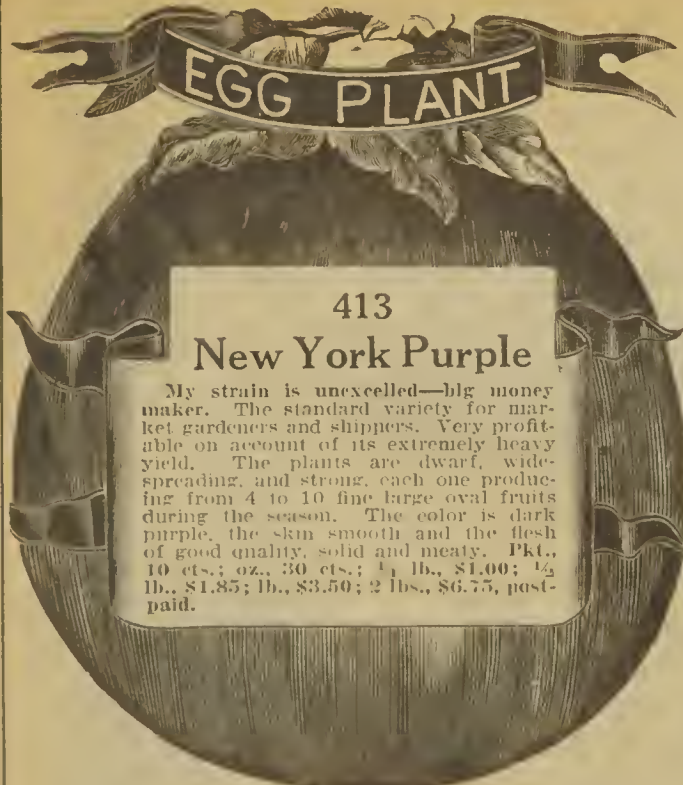 EGG PLANT
413
New York Purple
My strain is unexcelled—big money
maker. The standard variety for mar-
ket gardeners and shippers. Very profit-
able on account of its extremely heavy
yield. The plants are dwarf, wide-
spreading, and strong, each one produc-
ing from 4 to 10 fine large oval fruits
during the season. The color is dark
purple, the skin smooth and the flesh
of good quality, solid and meaty. Pkt.,
10 cts.; oz., 30 cts.; ¼ lb., $1.00; ½
lb., $1.85; lb., $3.50; 2 lbs., $6.75, post-
paid.